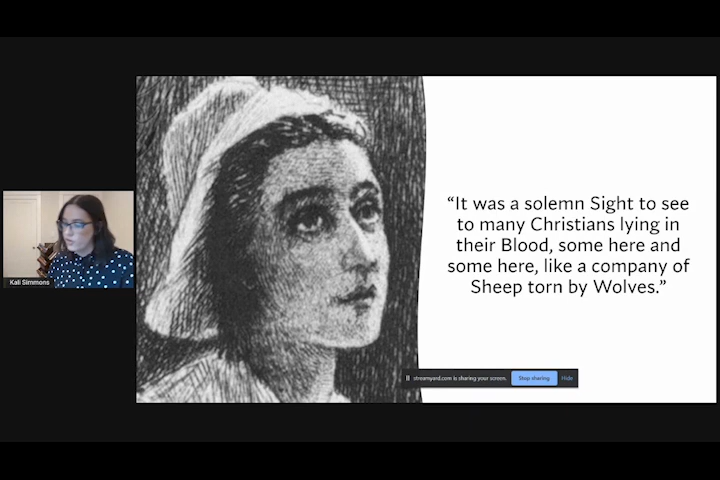 “It was a solemn Sight to see
to many Christians lying in
their Blood, some here and
some here, like a company of
Sheep torn by Wolves.”
Kali Simmons
streamyard.com is sharing your screen.
Stop sharing
Hide